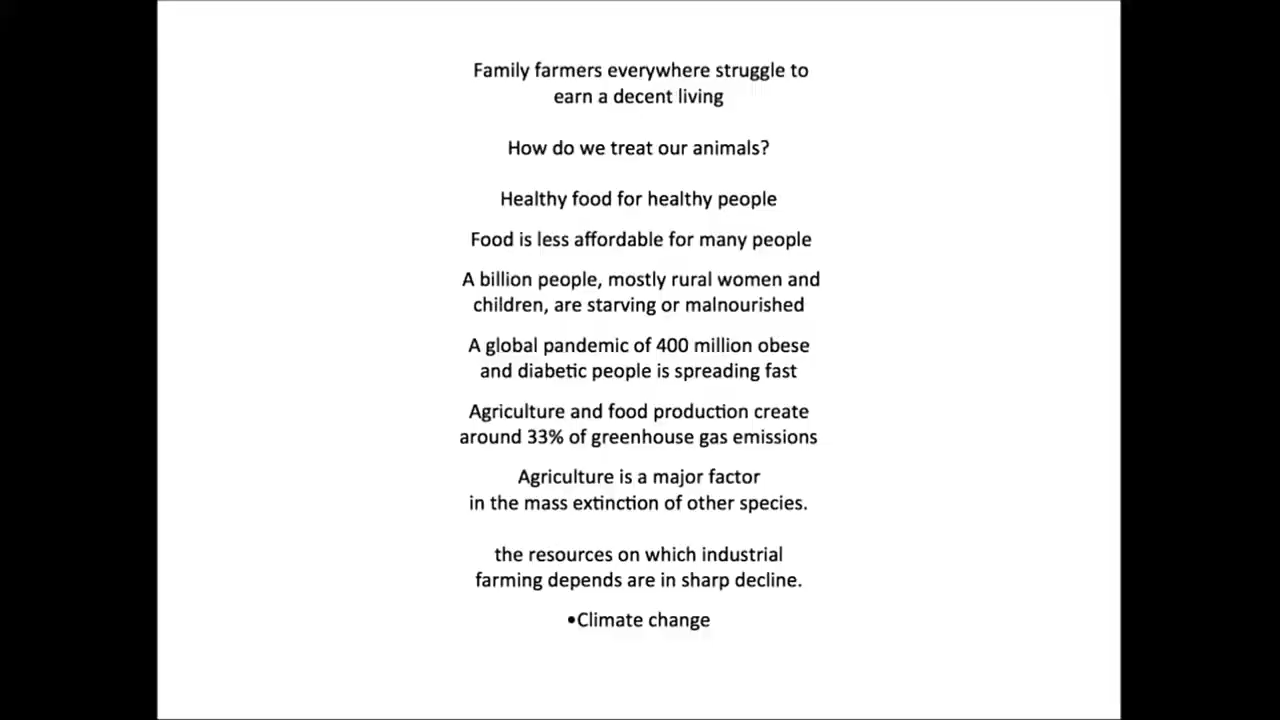 Family farmers everywhere struggle to
earn a decent living
How do we treat our animals?
Healthy food for healthy people
Food is less affordable for many people
A billion people, mostly rural women and
children, are starving or malnourished
A global pandemic of 400 million obese
and diabetic people is spreading fast
Agriculture and food production create
around 33% of greenhouse gas emissions
Agriculture is a major factor
in the mass extinction of other species.
the resources on which industrial
farming depends are in sharp decline.
•Climate change